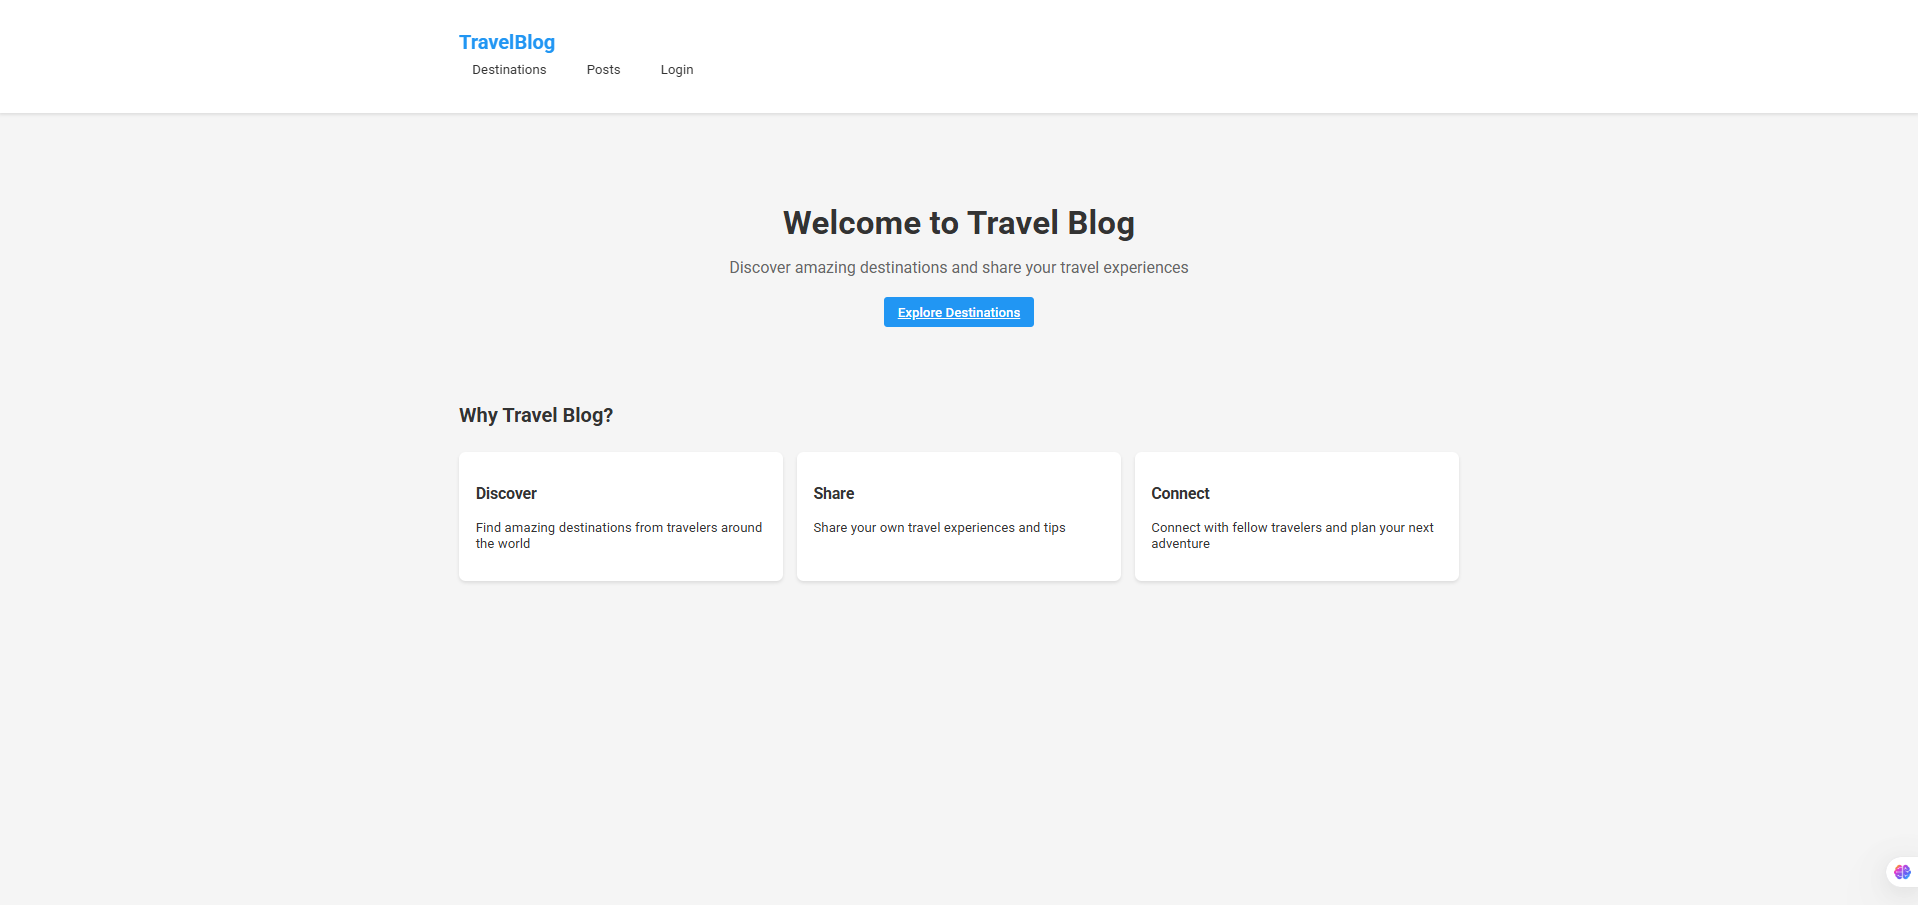 TravelBlog
Destinations Posts Login
Welcome to Travel Blog
Discover amazing destinations and share your travel experiences
Explore Destinations
Why Travel Blog?
Discover
Find amazing destinations from travelers around
the world
Share
Share your own travel experiences and tips
Connect
Connect with fellow travelers and plan your next
adventure